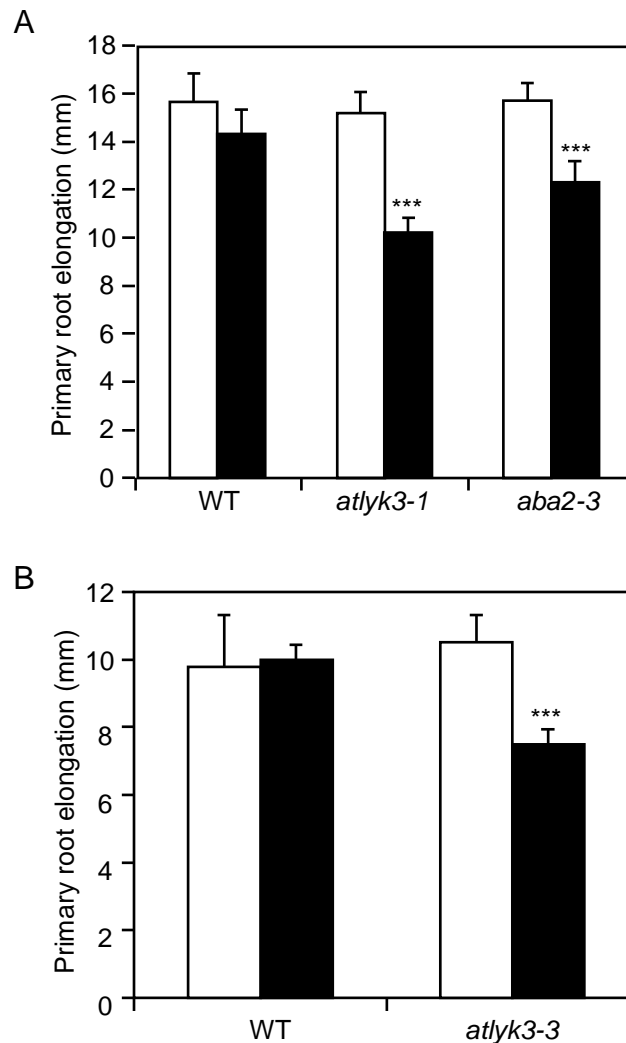 A
Primary root elongation (mm)
18
16
14
12
10
8
6
4
2
0
***
***
WT
atlyk3-1
aba2-3
B
Primary root elongation (mm)
12
10
8
6
4
2
0
***
WT
atlyk3-3